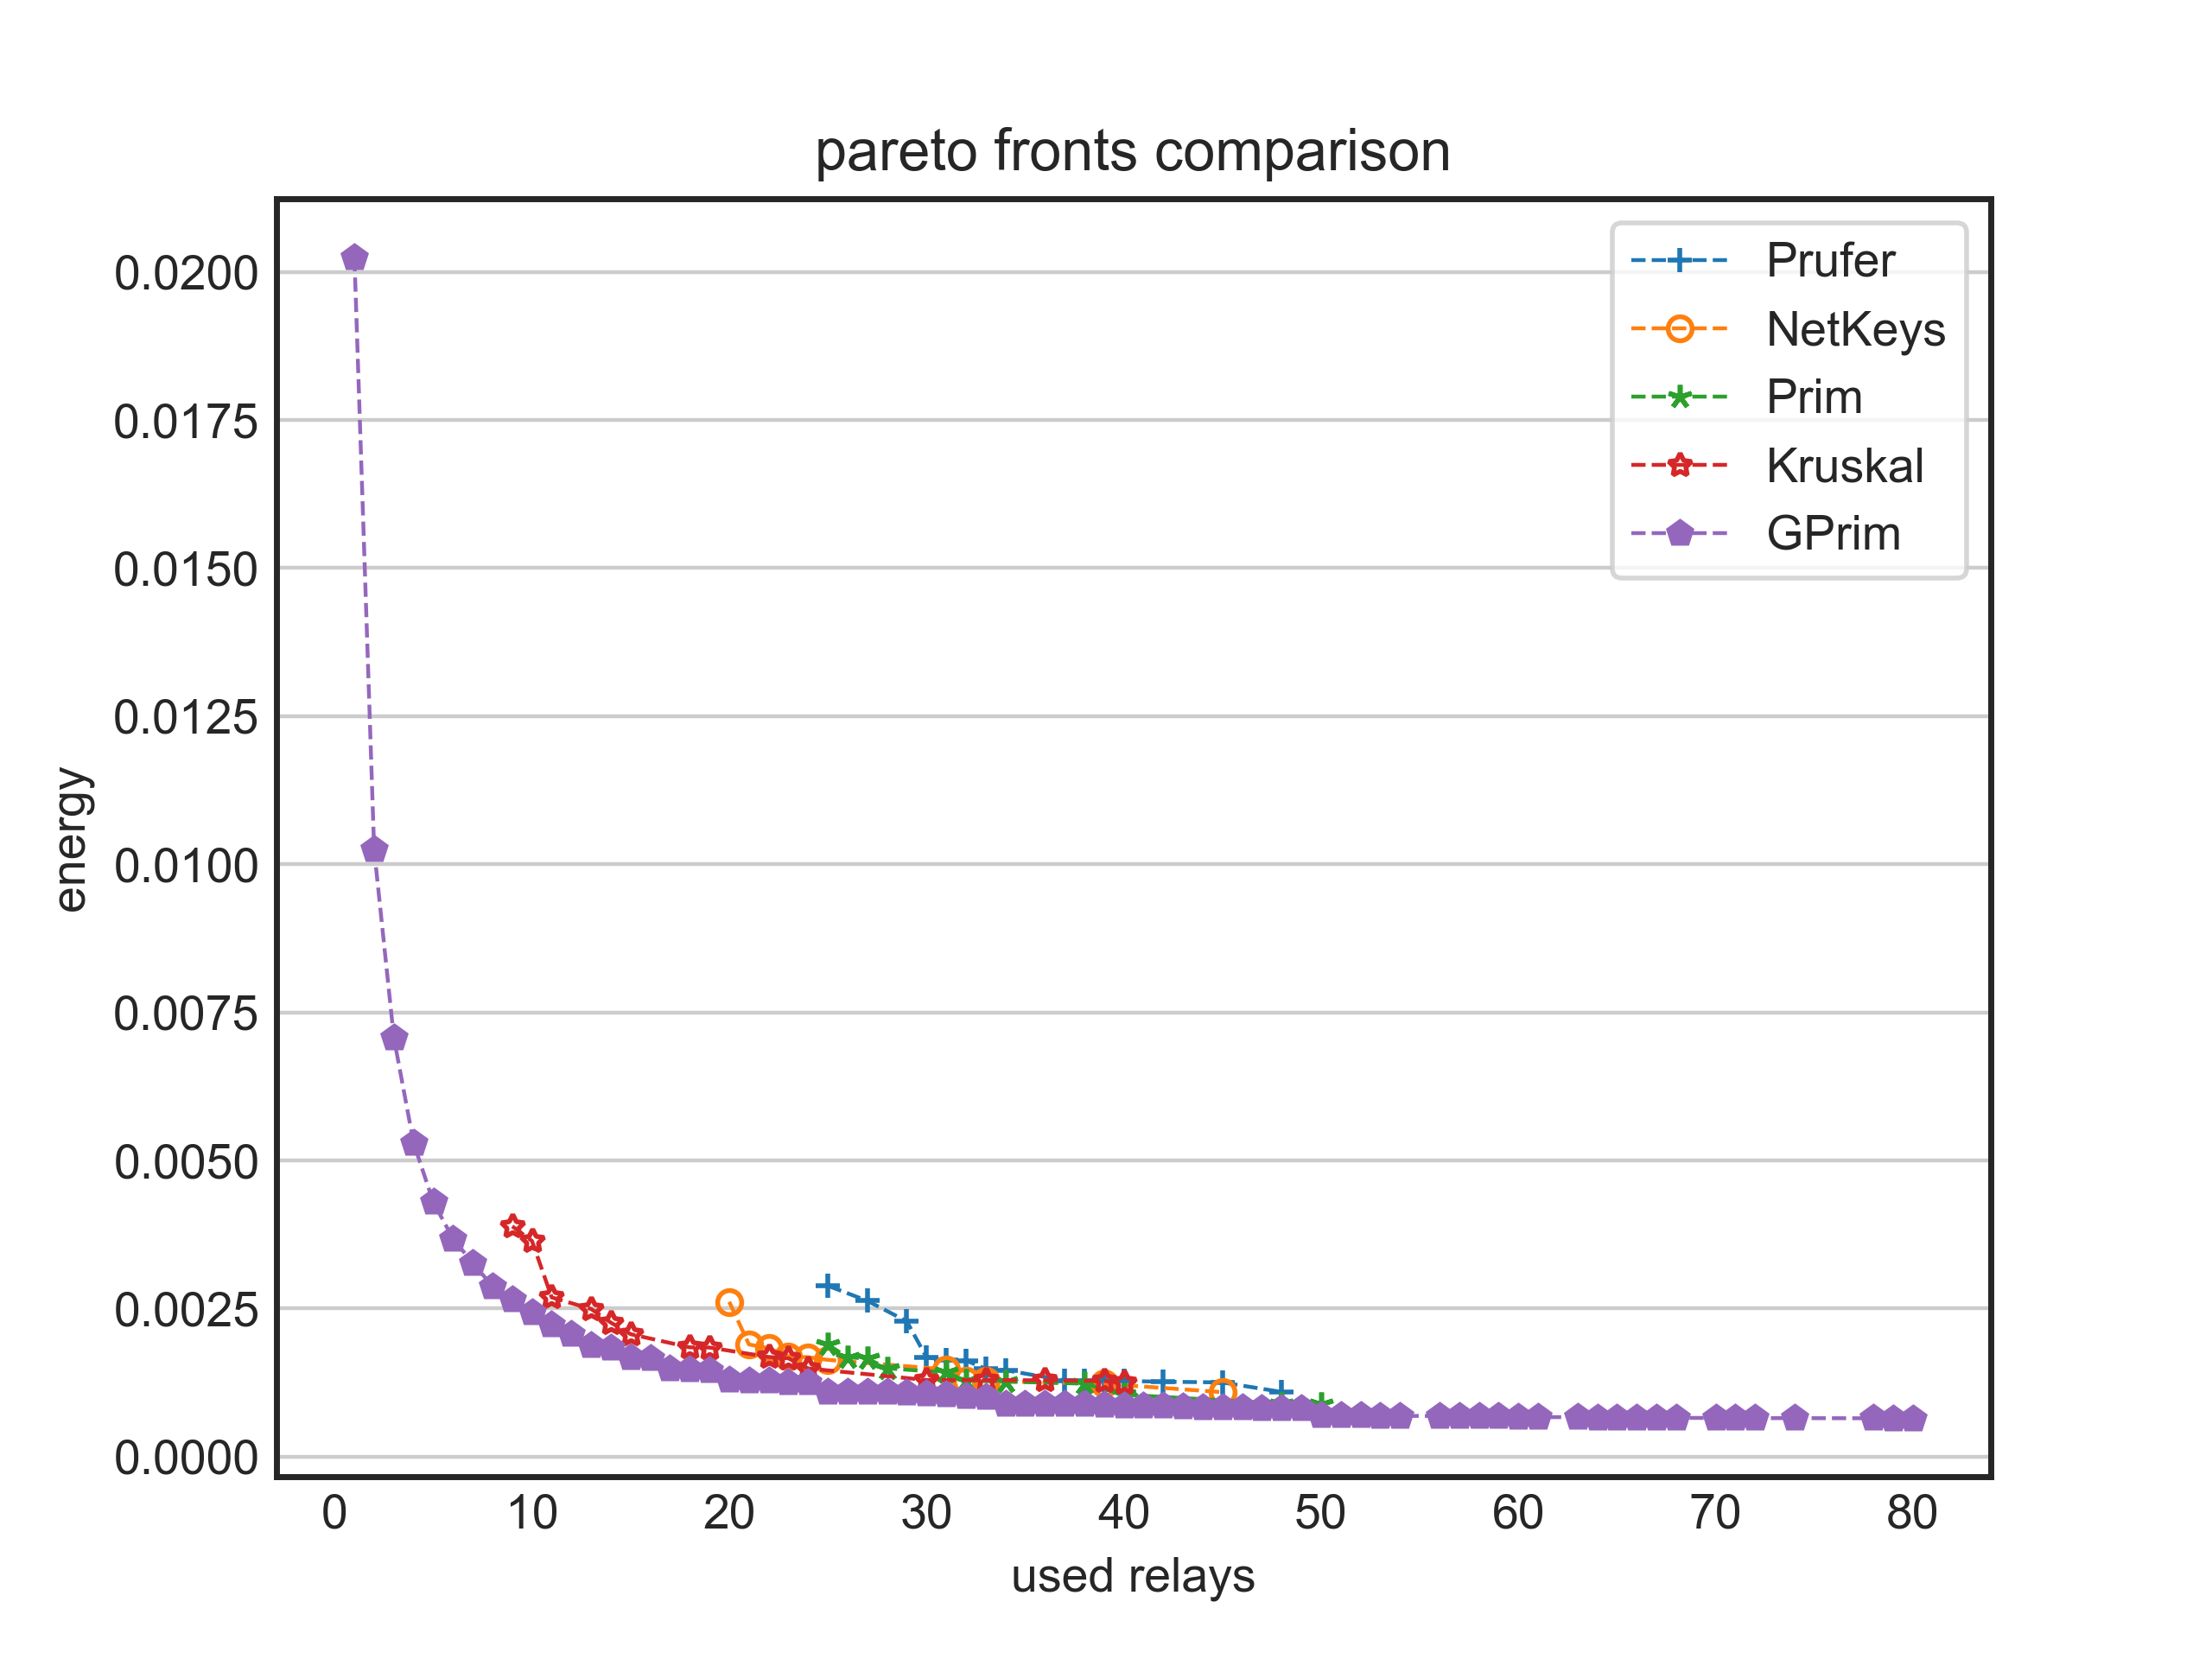 pareto fronts comparison
Prufer
NetKeys
Prim
Kruskal
GPrim
0.0200
0.0175
0.0150
0.0125
0.0100
0.0075
0.0050
0.0025
0.0000
energy
0 10 20 30 40 50 60 70 80
used relays